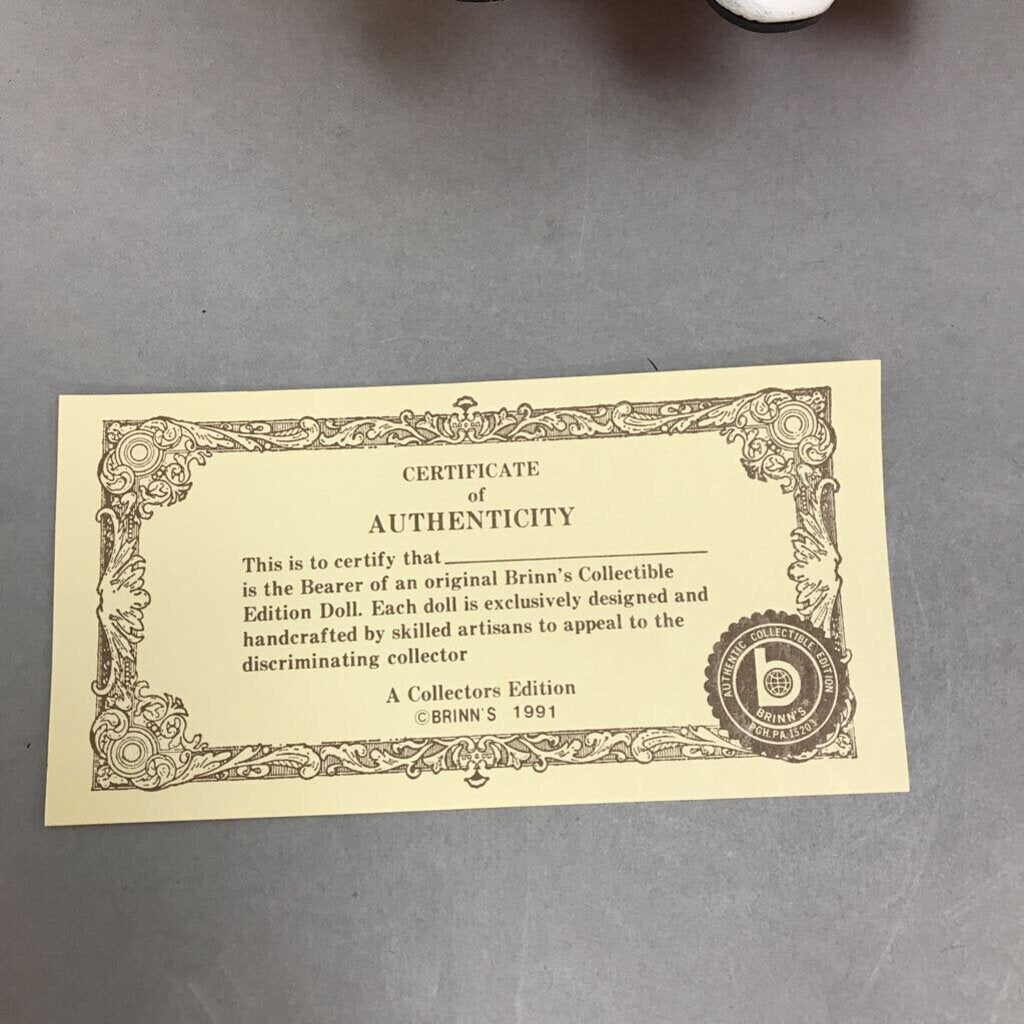 CERTIFICATE
of
AUTHENTICITY
This is to certify that
is the Bearer of an original Brinn's Collectible
Edition Doll. Each doll is exclusively designed and
handcrafted by skilled artisans to appeal to the
discriminating collector
A Collectors Edition
©BRINN'S 1991
AUTHENTIC COLLECTIBLE EDITION
b
BRINN'S®
PGH. PA. 15203